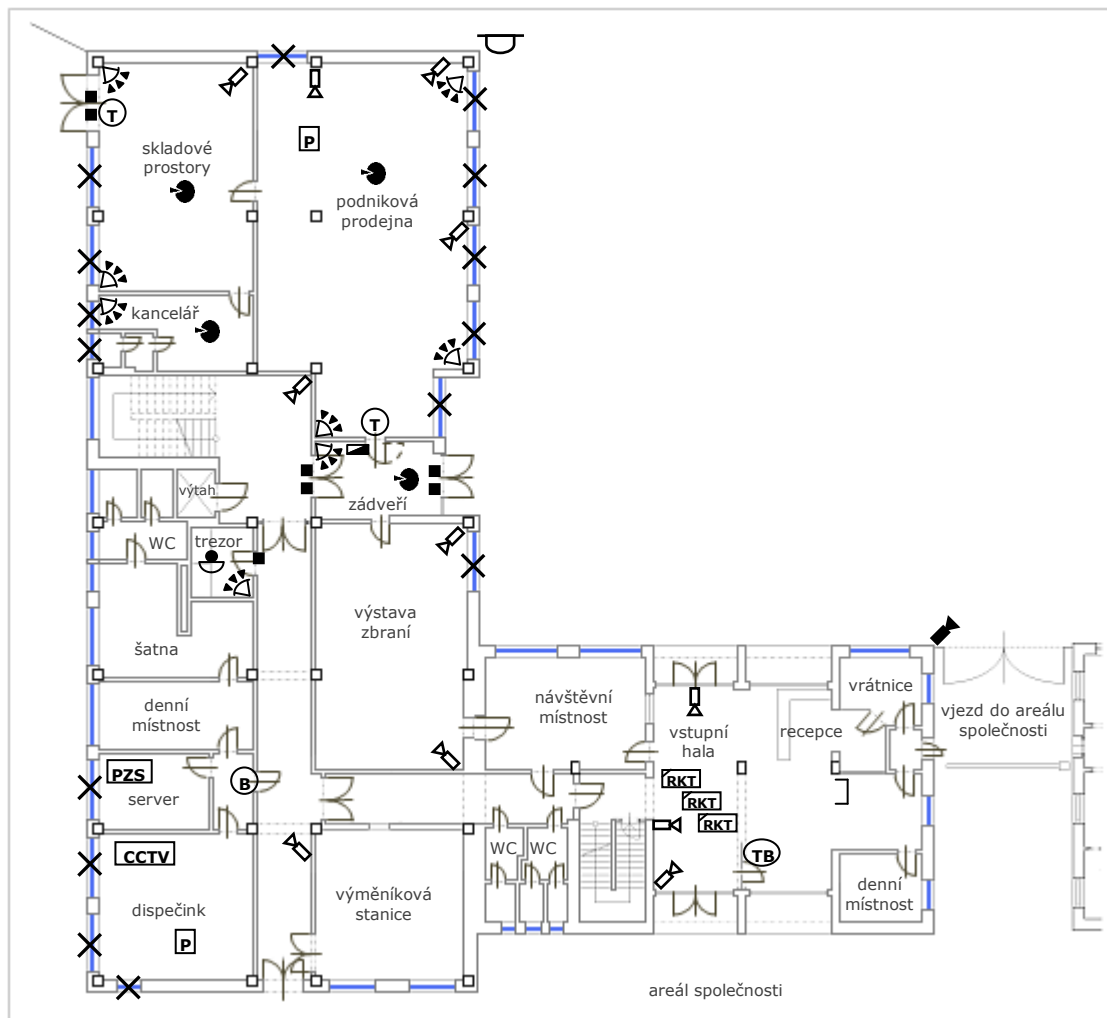 T
skladové
prostory
P
podniková
prodejna
kancelář
T
výtah
zádveří
WC
trezor
výstava
zbraní
šatna
denní
místnost
návštěvní
místnost
vstupní
hala
recepce
vrátnice
vjezd do areálu
společnosti
PZS
server
B
RKT
RKT
RKT
CCTV
WC
WC
TB
dispečink
P
výměníková
stanice
denní
místnost
areál společnosti